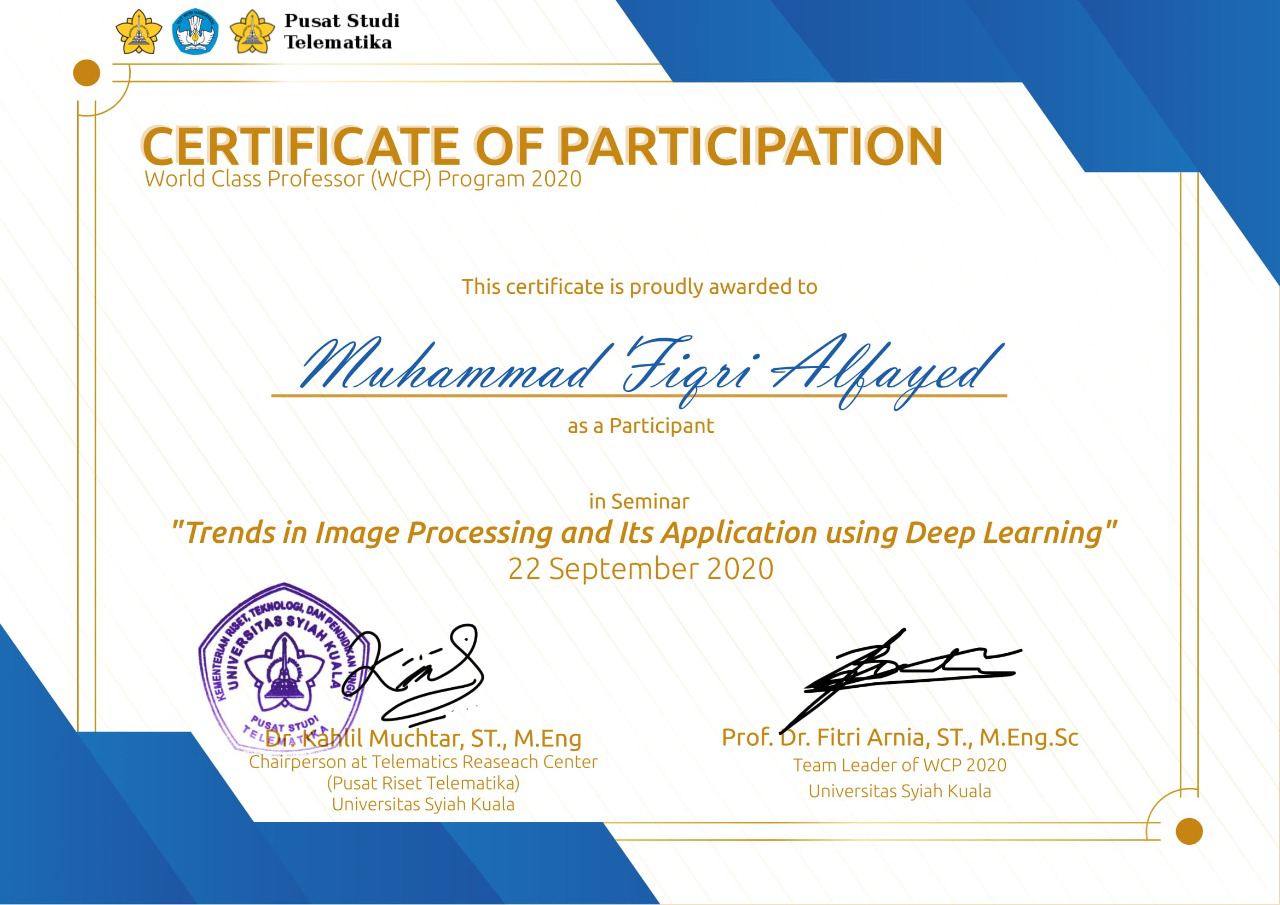 Pusat Studi
Telematika
CERTIFICATE OF PARTICIPATION
World Class Professor (WCP) Program 2020
This certificate is proudly awarded to
Muhammad Fiqri Alfayed
as a Participant
in Seminar
"Trends in Image Processing and Its Application using Deep Learning"
22 September 2020
KEMENTERIAN RISET, TEKNOLOGI, DAN PENDIDIKAN TINGGI
UNIVERSITAS SYIAH KUALA
PUSAT STUDI
TELEMATIKA
Dr. Kahlil Muchtar, ST., M.Eng
Chairperson at Telematics Reaseach Center
(Pusat Riset Telematika)
Universitas Syiah Kuala
Prof. Dr. Fitri Arnia, ST., M.Eng.Sc
Team Leader of WCP 2020
Universitas Syiah Kuala